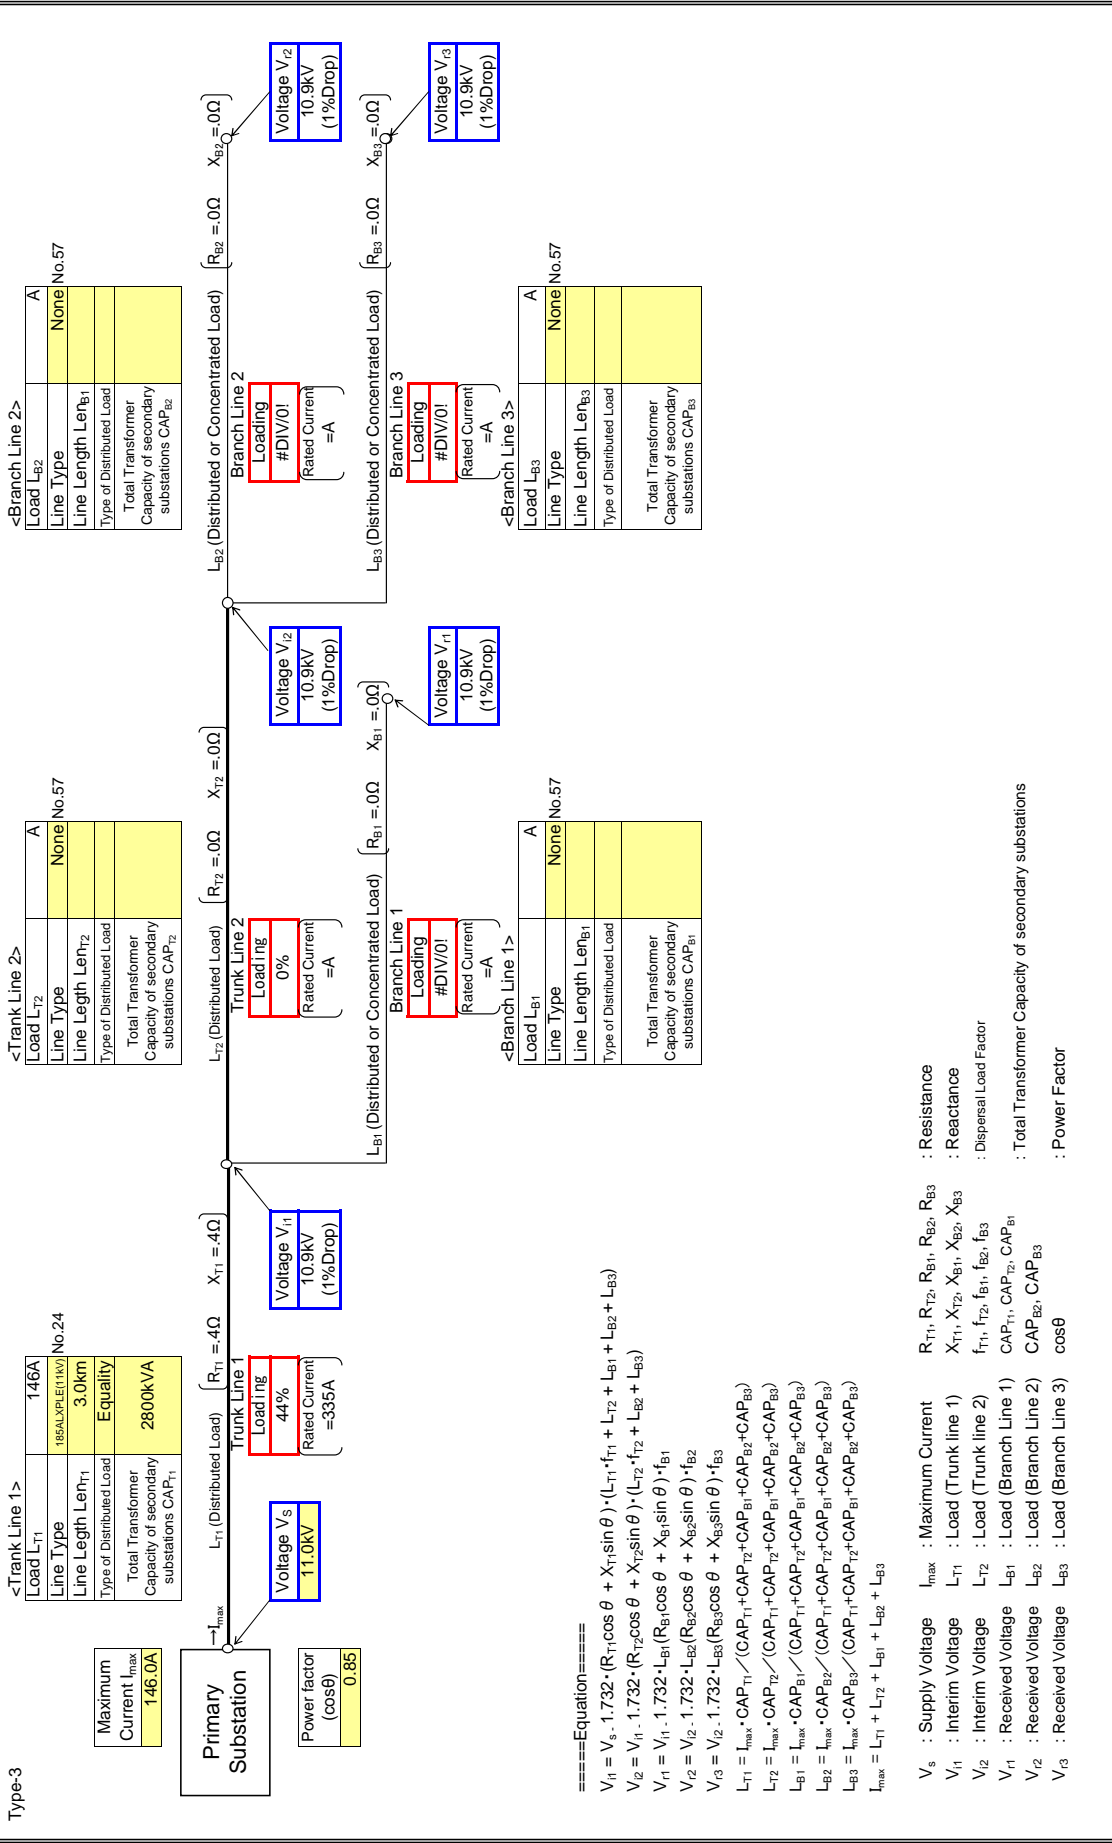 Type-3
Maximum
Current Imax
146.0A
Primary
Substation
Power factor
(cosθ)
0.85
→Imax
Voltage VS
11.0kV
<Trank Line 1>
Load LT1 146A
Line Type 185ALXPLE(11kV) No.24
Line Legth LenT1 3.0km
Type of Distributed Load Equality
Total Transformer
Capacity of secondary
substations CAPT1
2800kVA
LT1 (Distributed Load)
RT1 =.4Ω XT1 =.4Ω
Trunk Line 1
Loading
44%
Rated Current
=335A
Voltage Vi1
10.9kV
(1%Drop)
<Trank Line 2>
Load LT2 A
Line Type None No.57
Line Length LenT2
Type of Distributed Load
Total Transformer
Capacity of secondary
substations CAPT2
LT2 (Distributed Load)
RT2 =.0Ω XT2 =.0Ω
Trunk Line 2
Loading
0%
Rated Current
=A
Voltage Vi2
10.9kV
(1%Drop)
LB1 (Distributed or Concentrated Load)
RB1 =.0Ω XB1 =.0Ω
Branch Line 1
Loading
#DIV/0!
Rated Current
=A
Voltage Vr1
10.9kV
(1%Drop)
<Branch Line 1>
Load LB1 A
Line Type None No.57
Line Length LenB1
Type of Distributed Load
Total Transformer
Capacity of secondary
substations CAPB1
<Branch Line 2>
Load LB2 A
Line Type None No.57
Line Length LenB1
Type of Distributed Load
Total Transformer
Capacity of secondary
substations CAPB2
LB2 (Distributed or Concentrated Load)
RB2 =.0Ω XB2 =.0Ω
Branch Line 2
Loading
#DIV/0!
Rated Current
=A
Voltage Vr2
10.9kV
(1%Drop)
LB3 (Distributed or Concentrated Load)
RB3 =.0Ω XB3 =.0Ω
Branch Line 3
Loading
#DIV/0!
Rated Current
=A
Voltage Vr3
10.9kV
(1%Drop)
<Branch Line 3>
Load LB3 A
Line Type None No.57
Line Length LenB3
Type of Distributed Load
Total Transformer
Capacity of secondary
substations CAPB3
=====Equation=====
Vi1 = Vs - 1.732・(RT1cos θ + XT1sin θ)・(LT1・fT1 + LT2 + LB1 + LB2 + LB3)
Vi2 = Vi1 - 1.732・(RT2cos θ + XT2sin θ)・(LT2・fT2 + LB2 + LB3)
Vr1 = Vi1 - 1.732・LB1(RB1cos θ + XB1sin θ)・fB1
Vr2 = Vi2 - 1.732・LB2(RB2cos θ + XB2sin θ)・fB2
Vr3 = Vi2 - 1.732・LB3(RB3cos θ + XB3sin θ)・fB3
LT1 = Imax・CAPT1／(CAPT1+CAPT2+CAPB1+CAPB2+CAPB3)
LT2 = Imax・CAPT2／(CAPT1+CAPT2+CAPB1+CAPB2+CAPB3)
LB1 = Imax・CAPB1／(CAPT1+CAPT2+CAPB1+CAPB2+CAPB3)
LB2 = Imax・CAPB2／(CAPT1+CAPT2+CAPB1+CAPB2+CAPB3)
LB3 = Imax・CAPB3／(CAPT1+CAPT2+CAPB1+CAPB2+CAPB3)
Imax = LT1 + LT2 + LB1 + LB2 + LB3
Vs : Supply Voltage Imax : Maximum Current RT1, RT2, RB1, RB2, RB3 : Resistance
Vi1 : Interim Voltage LT1 : Load (Trunk line 1) XT1, XT2, XB1, XB2, XB3 : Reactance
Vi2 : Interim Voltage LT2 : Load (Trunk line 2) fT1, fT2, fB1, fB2, fB3 : Dispersal Load Factor
Vr1 : Received Voltage LB1 : Load (Branch Line 1) CAPT1, CAPT2, CAPB1 : Total Transformer Capacity of secondary substations
Vr2 : Received Voltage LB2 : Load (Branch Line 2) CAPB2, CAPB3
Vr3 : Received Voltage LB3 : Load (Branch Line 3) cosθ : Power Factor